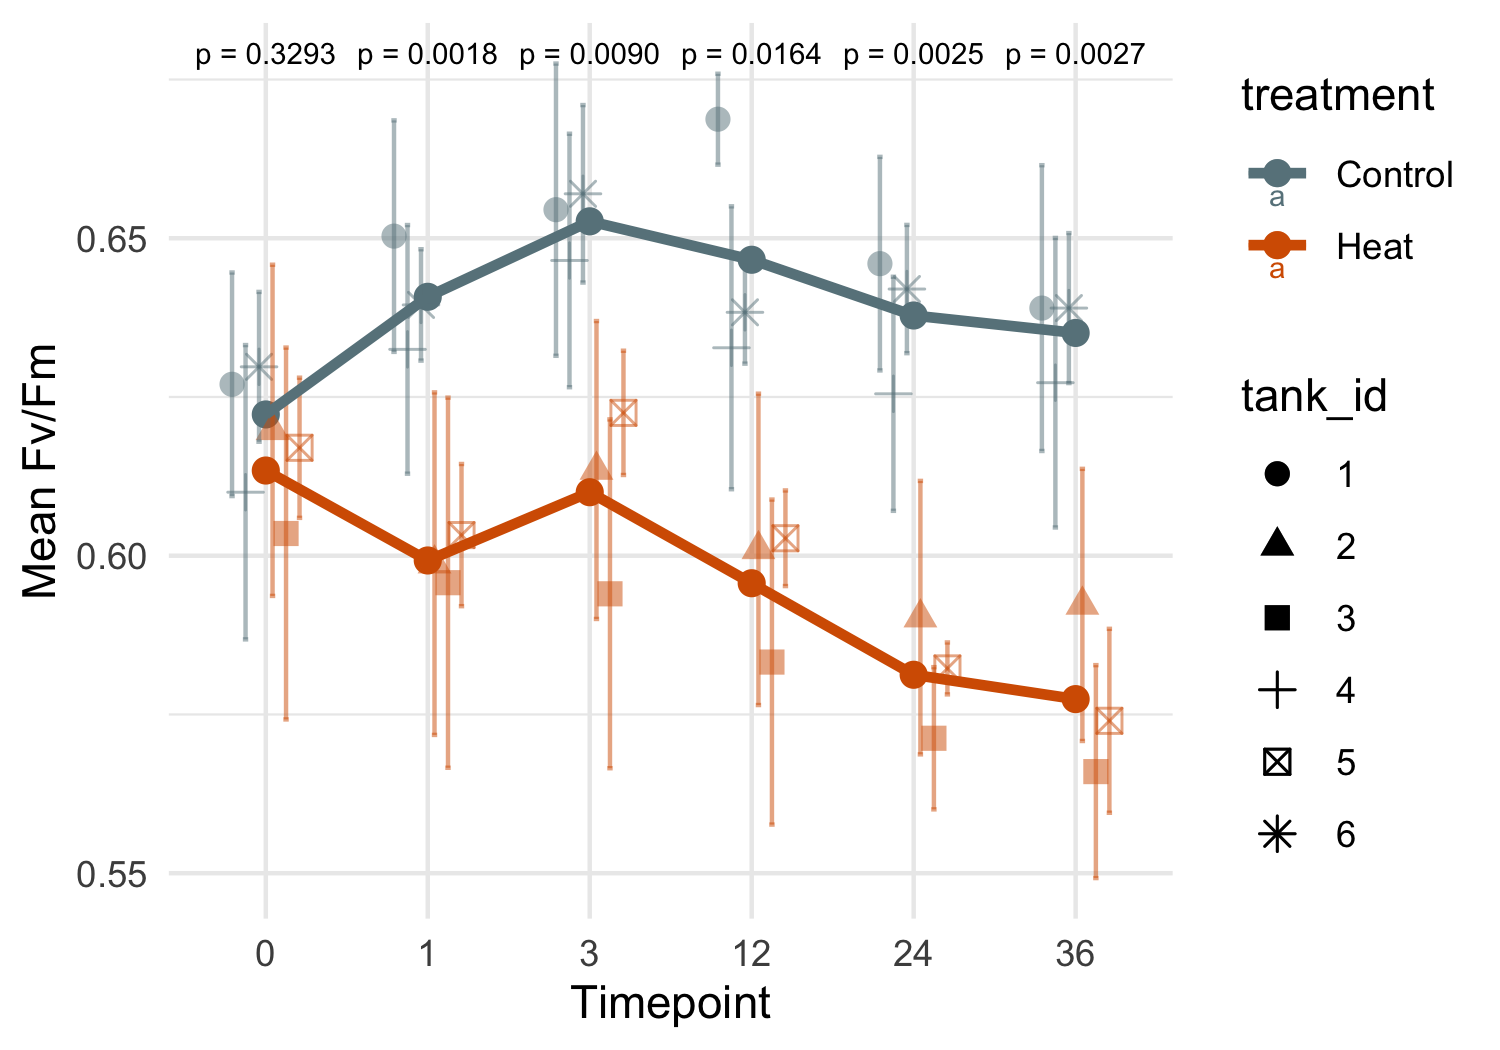 p = 0.3293 p = 0.0018 p = 0.0090 p = 0.0164 p = 0.0025 p = 0.0027
0.65
0.60
0.55
Mean Fv/Fm
0 1 3 12 24 36
Timepoint
treatment
Control
a
Heat
a
tank_id
1
2
3
4
5
6